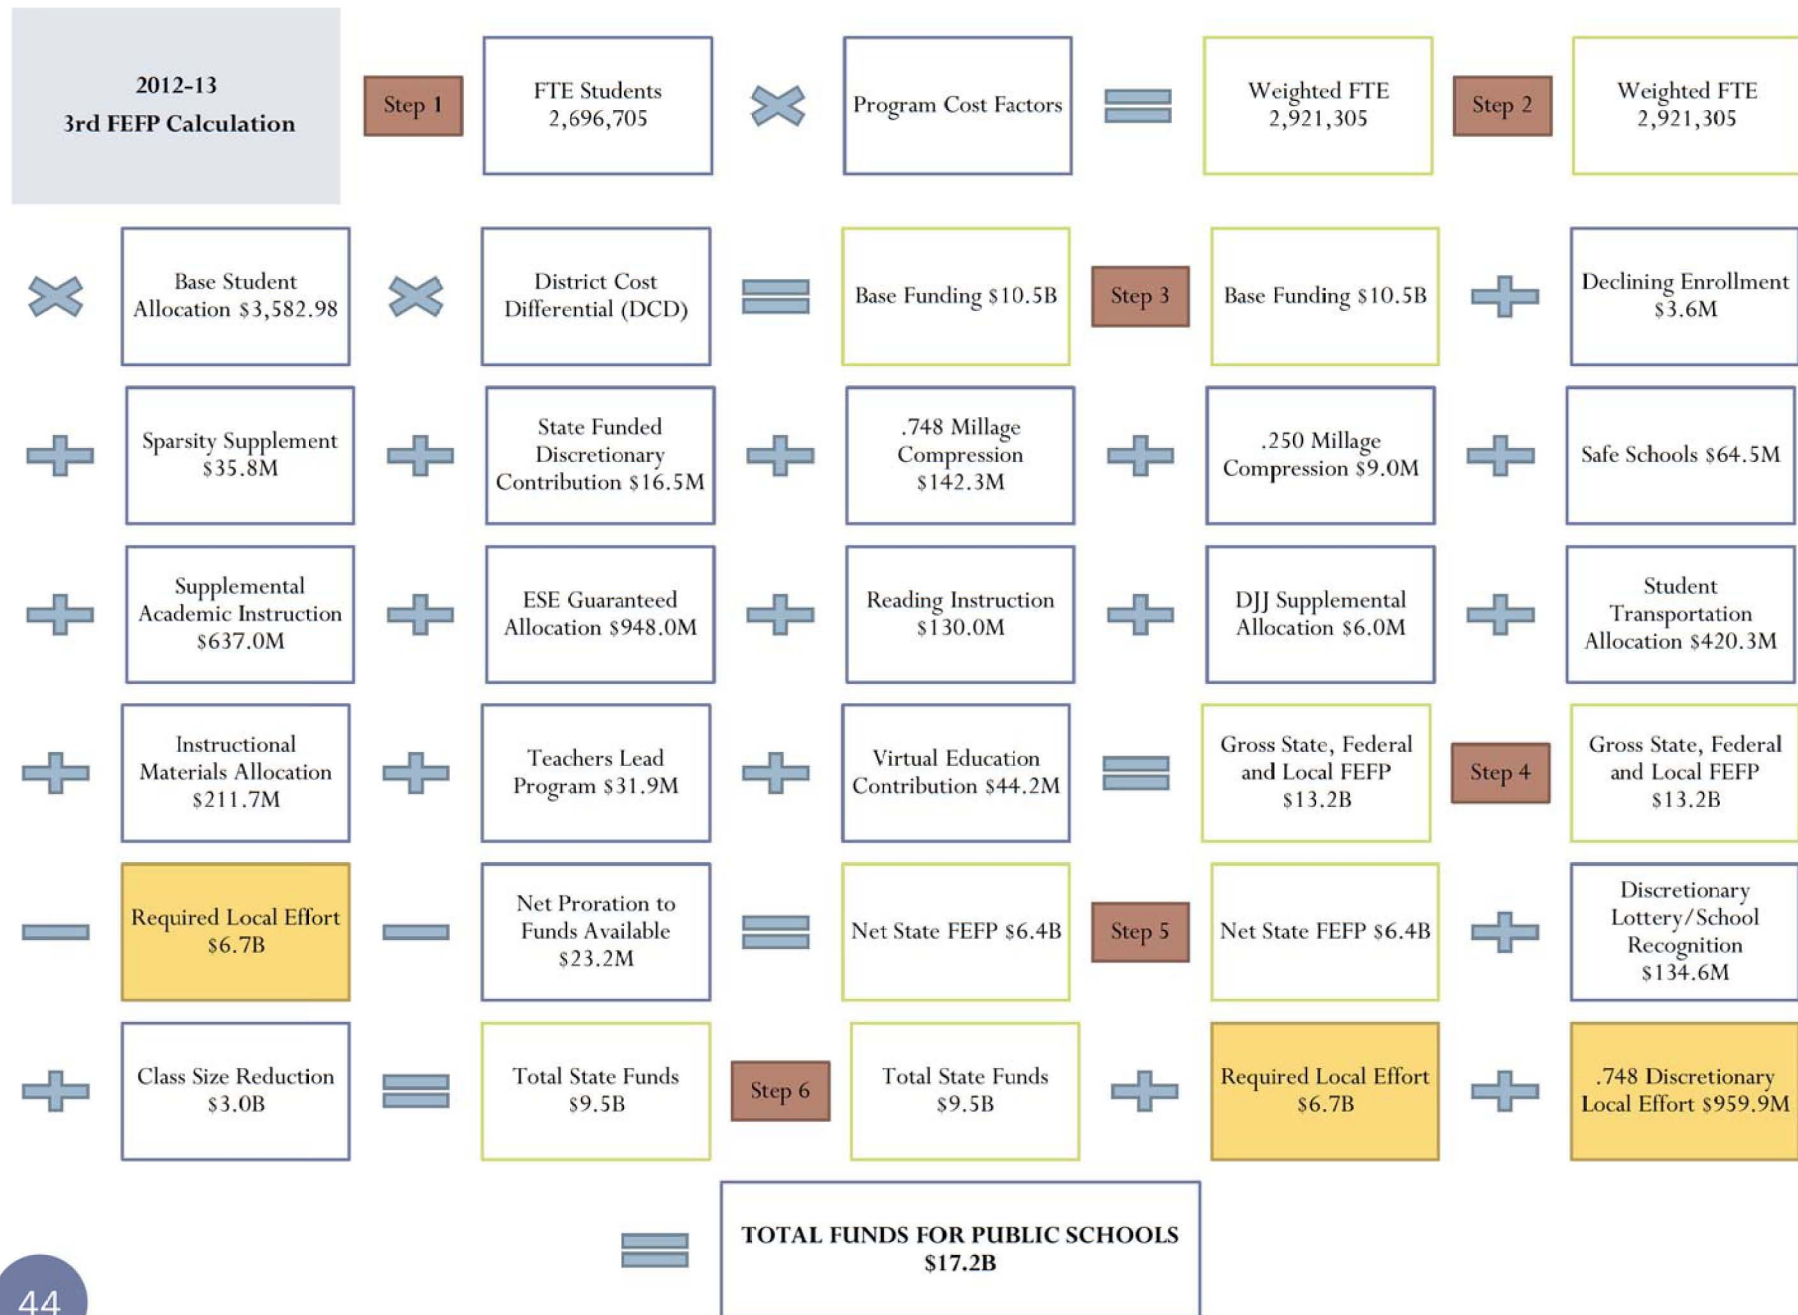 2012-13
3rd FEFP Calculation
Step 1
FTE Students
2,696,705
Program Cost Factors
Weighted FTE
2,921,305
Step 2
Weighted FTE
2,921,305
Base Student
Allocation $3,582.98
District Cost
Differential (DCD)
Base Funding $10.5B
Step 3
Base Funding $10.5B
Declining Enrollment
$3.6M
Sparsity Supplement
$35.8M
State Funded
Discretionary
Contribution $16.5M
.748 Millage
Compression
$142.3M
.250 Millage
Compression $9.0M
Safe Schools $64.5M
Supplemental
Academic Instruction
$637.0M
ESE Guaranteed
Allocation $948.0M
Reading Instruction
$130.0M
DJJ Supplemental
Allocation $6.0M
Student
Transportation
Allocation $420.3M
Instructional
Materials Allocation
$211.7M
Teachers Lead
Program $31.9M
Virtual Education
Contribution $44.2M
Gross State, Federal
and Local FEFP
$13.2B
Step 4
Gross State, Federal
and Local FEFP
$13.2B
Required Local Effort
$6.7B
Net Proration to
Funds Available
$23.2M
Net State FEFP $6.4B
Step 5
Net State FEFP $6.4B
Discretionary
Lottery/School
Recognition
$134.6M
Class Size Reduction
$3.0B
Total State Funds
$9.5B
Step 6
Total State Funds
$9.5B
Required Local Effort
$6.7B
.748 Discretionary
Local Effort $959.9M
TOTAL FUNDS FOR PUBLIC SCHOOLS
$17.2B
44